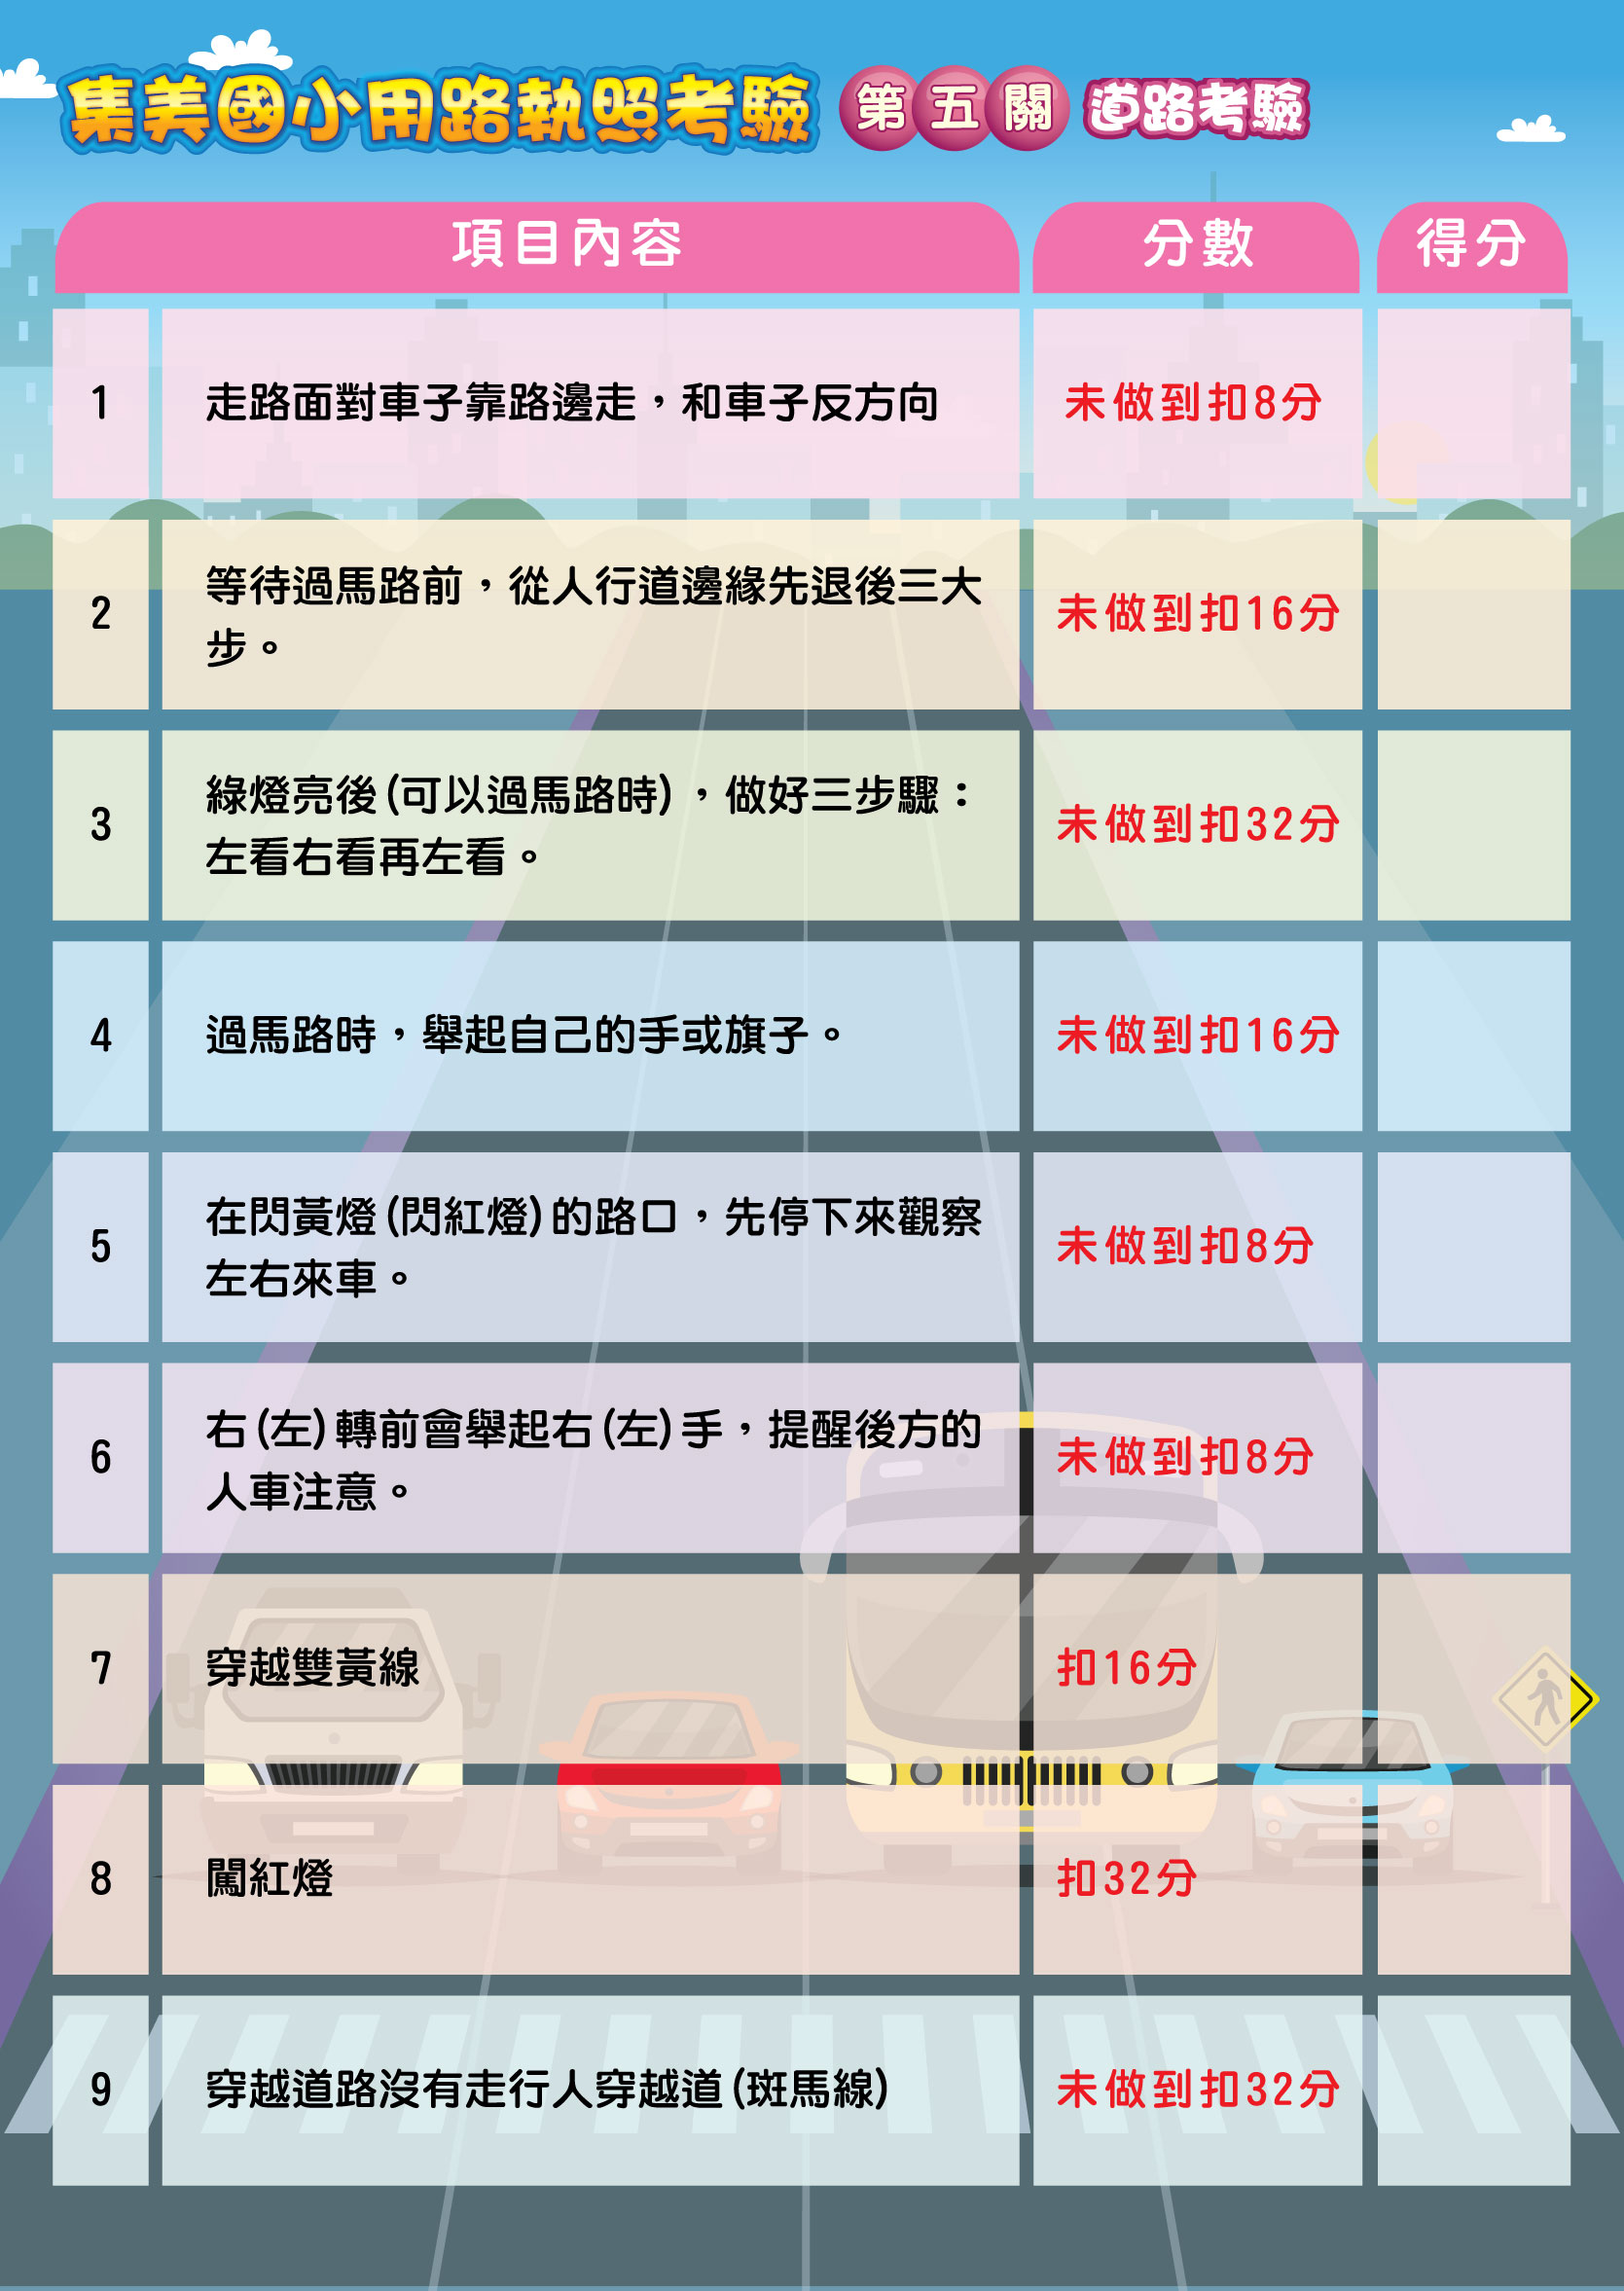 集美國小用路執照考驗 第五關 道路考驗
項目內容 分數 得分
1 走路面對車子靠路邊走，和車子反方向 未做到扣8分
2 等待過馬路前，從人行道邊緣先退後三大
步。 未做到扣16分
3 綠燈亮後(可以過馬路時)，做好三步驟：
左看右看再左看。 未做到扣32分
4 過馬路時，舉起自己的手或旗子。 未做到扣16分
5 在閃黃燈(閃紅燈)的路口，先停下來觀察
左右來車。 未做到扣8分
6 右(左)轉前會舉起右(左)手，提醒後方的
人車注意。 未做到扣8分
7 穿越雙黃線 扣16分
8 闖紅燈 扣32分
9 穿越道路沒有走行人穿越道(斑馬線) 未做到扣32分